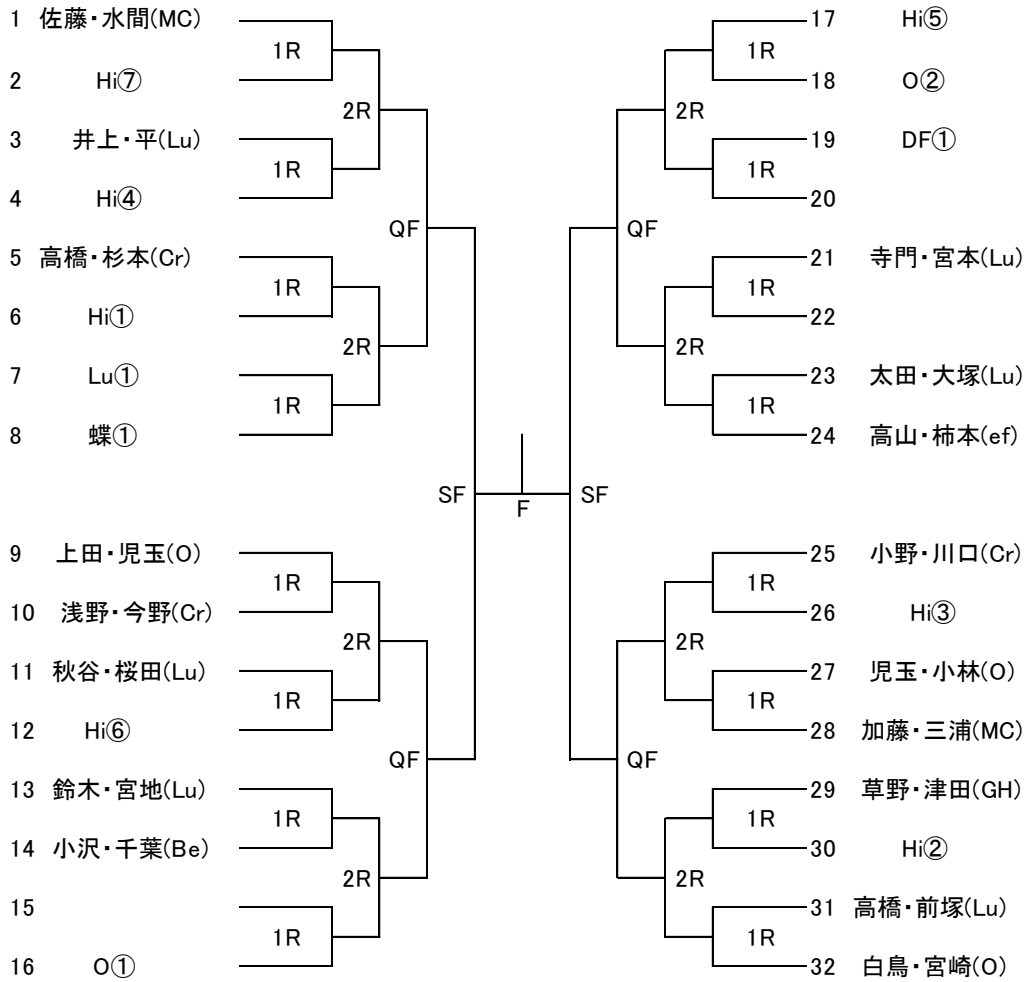 1 佐藤・水間(MC)
1R
2 Hi⑦
2R
3 井上・平(Lu)
1R
4 Hi④
QF
5 高橋・杉本(Cr)
1R
6 Hi①
2R
7 Lu①
1R
8 蝶①
SF
9 上田・児玉(O)
1R
10 浅野・今野(Cr)
2R
11 秋谷・桜田(Lu)
1R
12 Hi⑥
QF
13 鈴木・宮地(Lu)
1R
14 小沢・千葉(Be)
2R
15
1R
16 O①
F
17 Hi⑤
1R
18 O②
2R
19 DF①
1R
20
QF
21 寺門・宮本(Lu)
1R
22
2R
23 太田・大塚(Lu)
1R
24 高山・柿本(ef)
SF
25 小野・川口(Cr)
1R
26 Hi③
2R
27 児玉・小林(O)
1R
28 加藤・三浦(MC)
QF
29 草野・津田(GH)
1R
30 Hi②
2R
31 高橋・前塚(Lu)
1R
32 白鳥・宮崎(O)